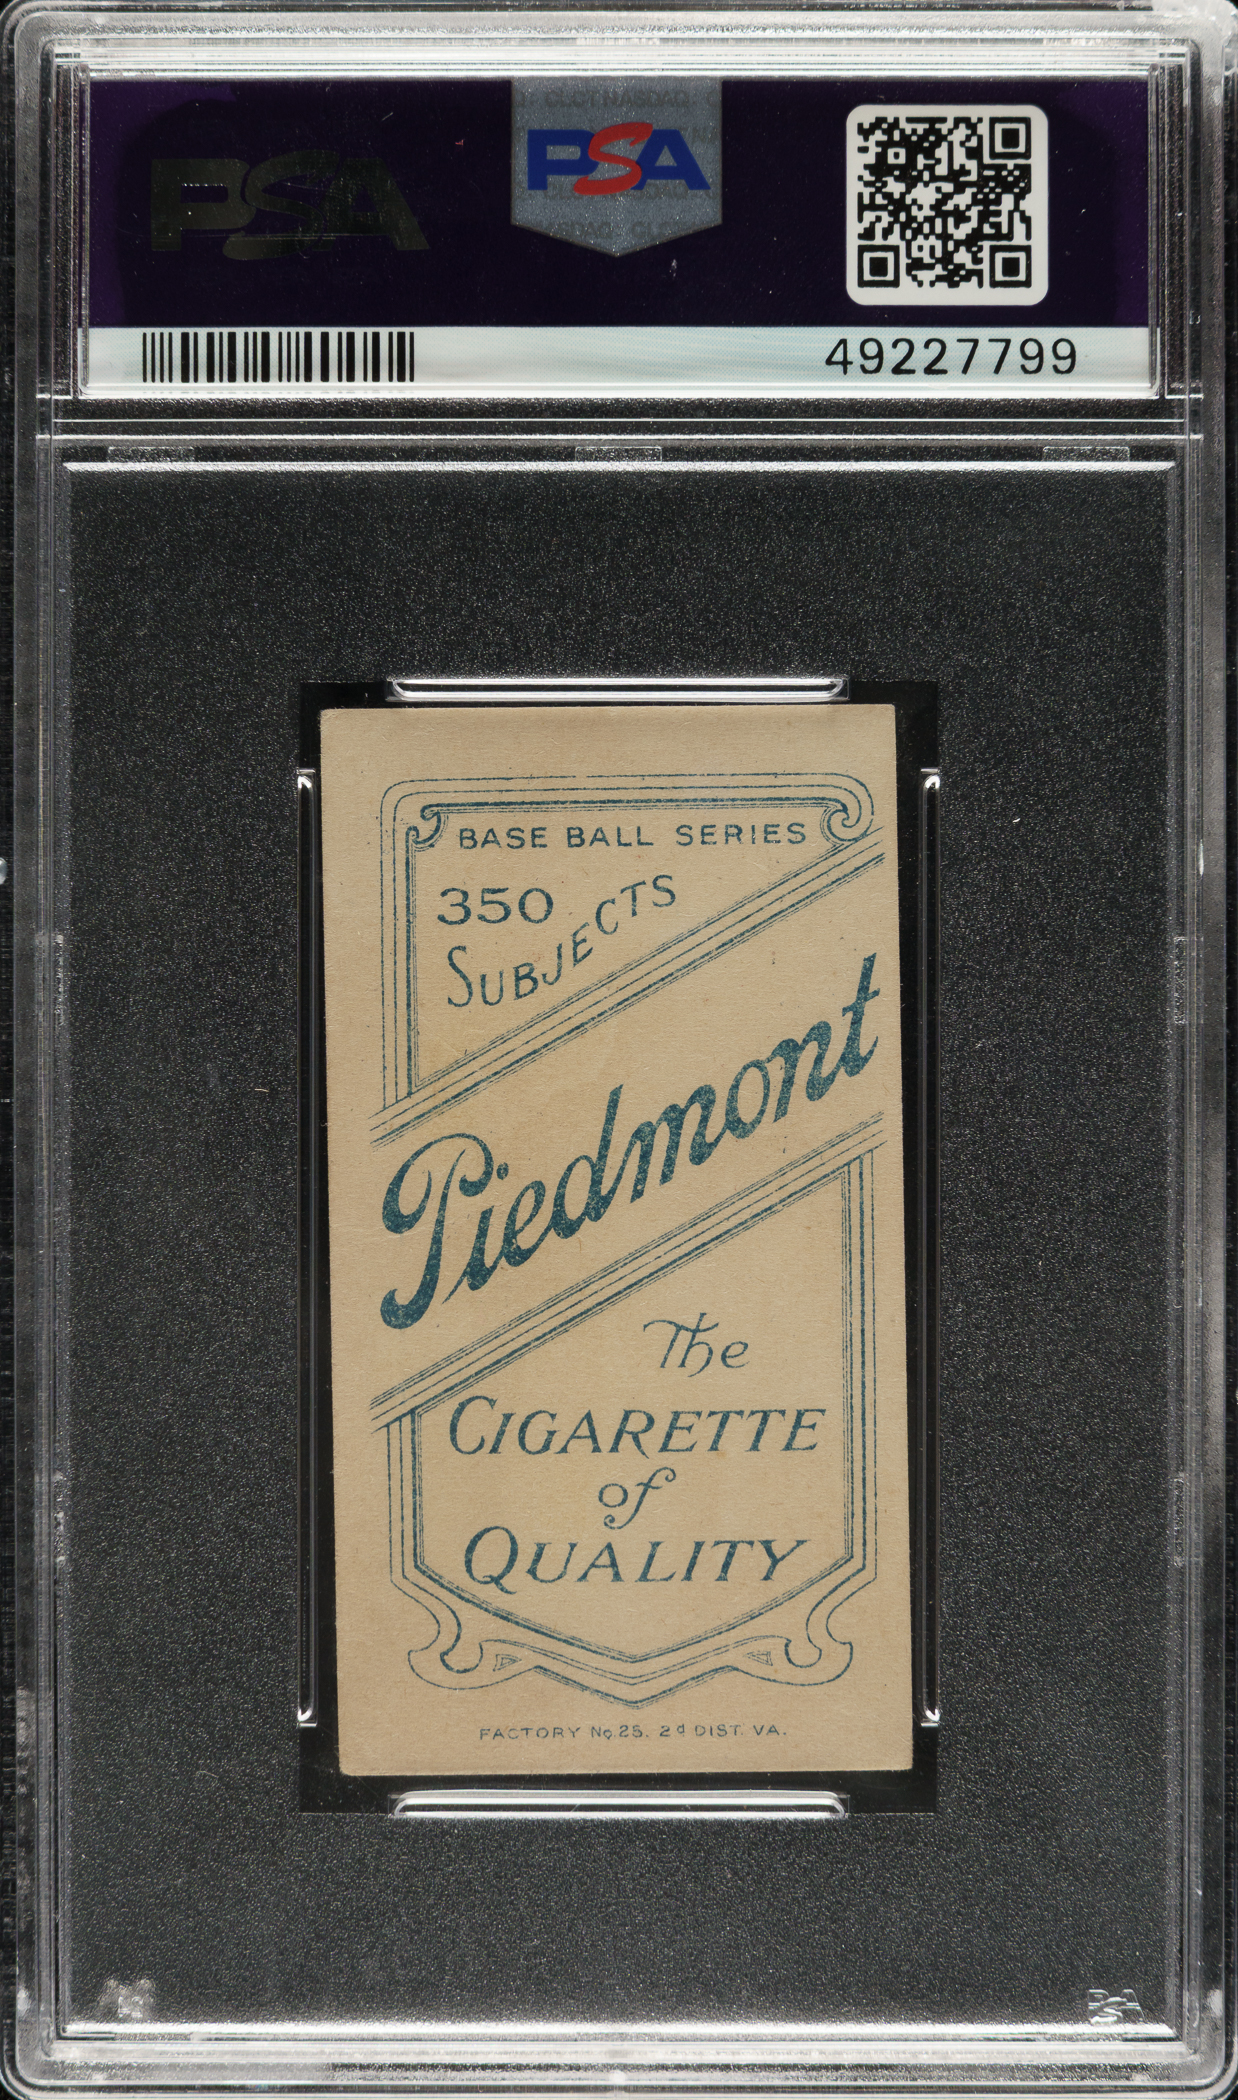 PSA
PSA
49227799
BASE BALL SERIES
350
SUBJECTS
Piedmont
The
CIGARETTE
of
QUALITY
FACTORY No. 25. 2d DIST. VA.
PSA